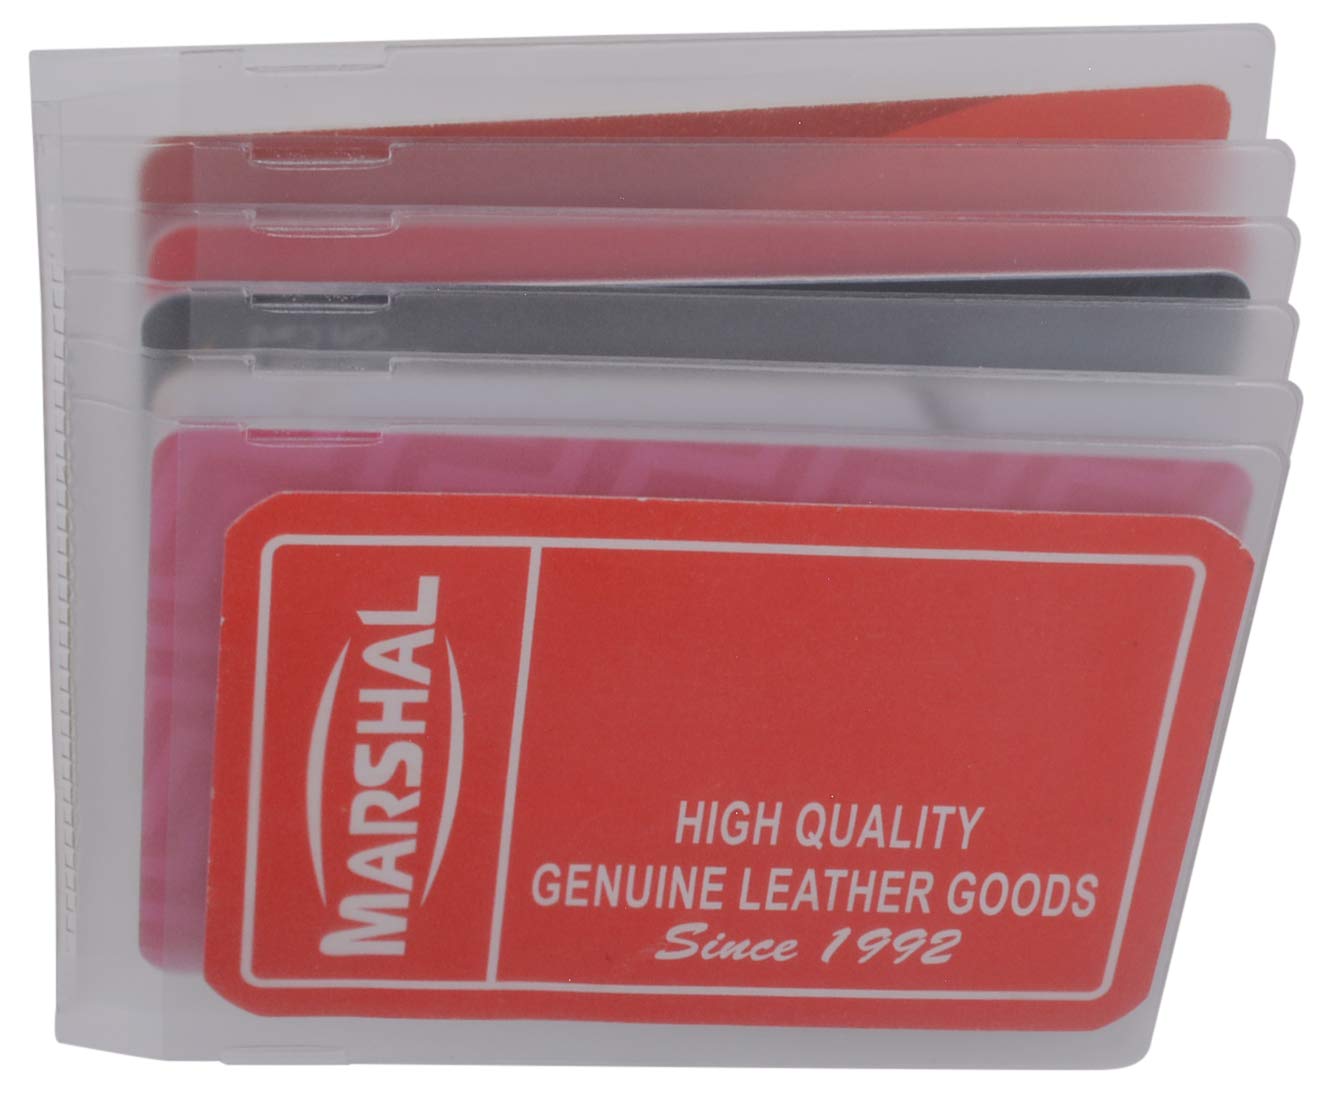 MARSHAL
HIGH QUALITY
GENUINE LEATHER GOODS
Since 1992